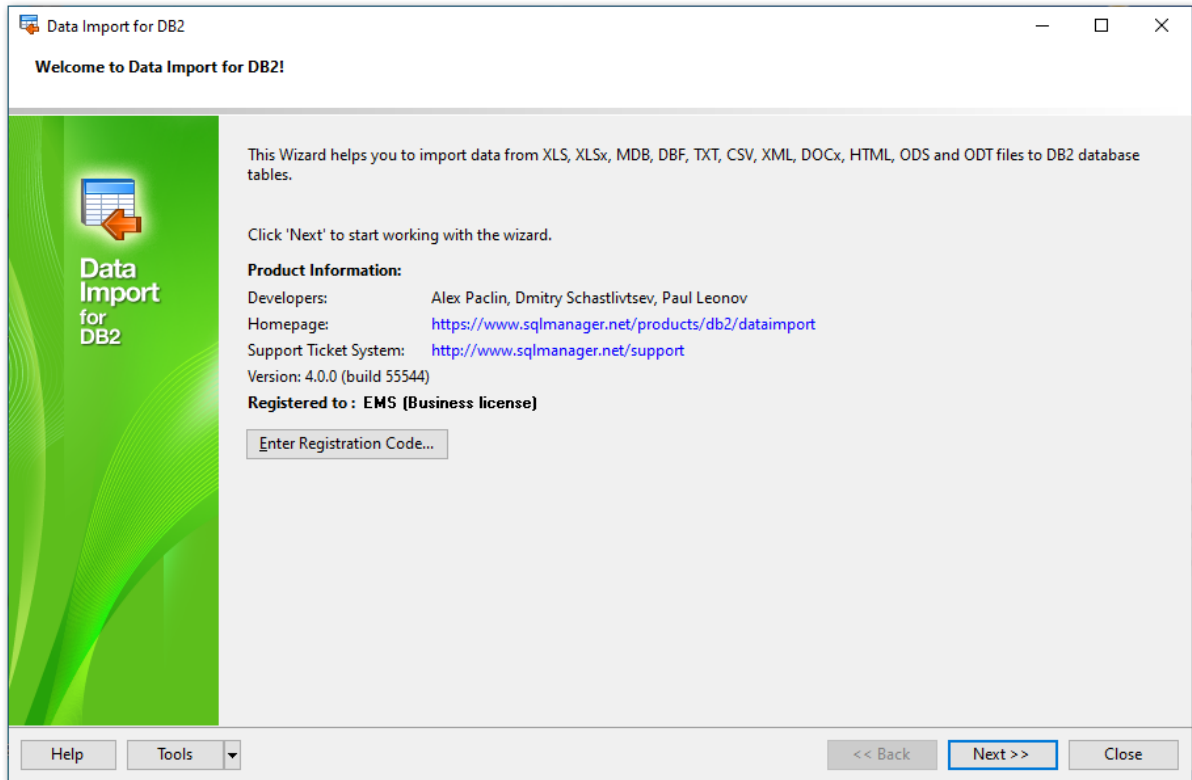 Data Import for DB2
Welcome to Data Import for DB2!
This Wizard helps you to import data from XLS, XLSx, MDB, DBF, TXT, CSV, XML, DOCx, HTML, ODS and ODT files to DB2 database
tables.
Click 'Next' to start working with the wizard.
Data
Import
for
DB2
Product Information:
Developers: Alex Paclin, Dmitry Schastlivtsev, Paul Leonov
Homepage: https://www.sqlmanager.net/products/db2/dataimport
Support Ticket System: http://www.sqlmanager.net/support
Version: 4.0.0 (build 55544)
Registered to : EMS (Business license)
Enter Registration Code...
Help Tools << Back Next >> Close